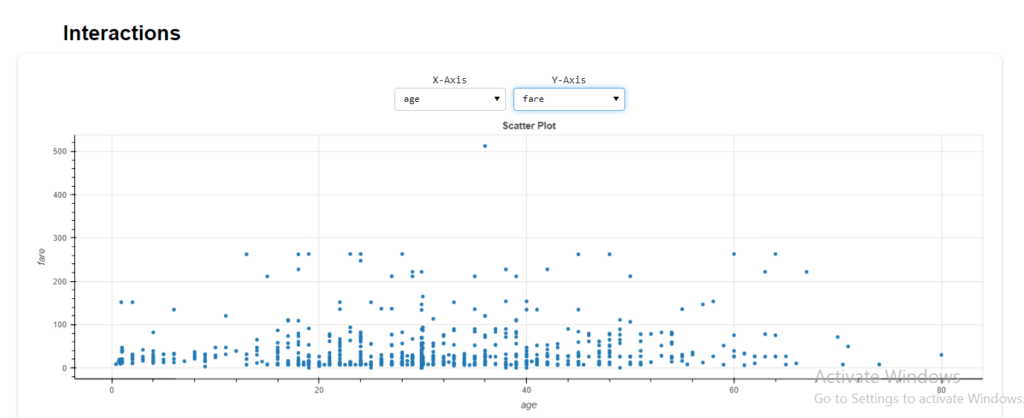 Interactions
X-Axis Y-Axis
age fare
Scatter Plot
500
400
300
200
100
0
fare
0 20 40 60 80
age
Activate Windows
Go to Settings to activate Windows.